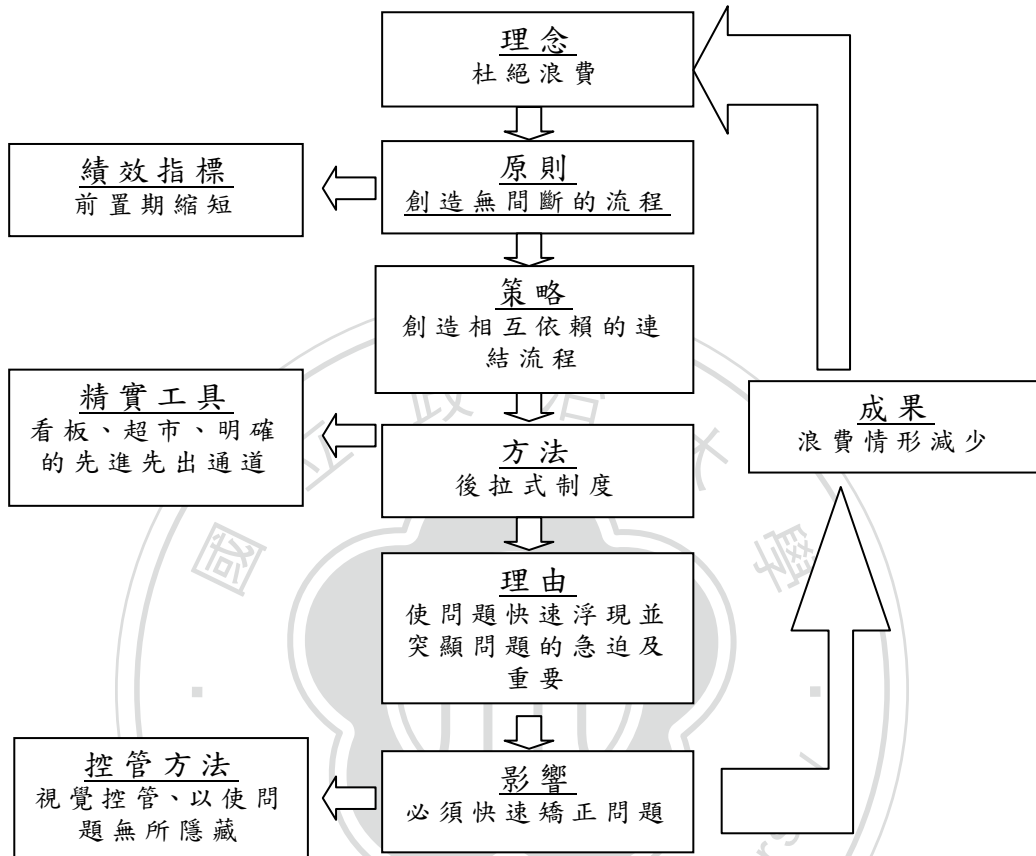 理念
杜絕浪費
績效指標
前置期縮短
原則
創造無間斷的流程
策略
創造相互依賴的連
結流程
精實工具
看板、超市、明確
的先進先出通道
方法
後拉式制度
成果
浪費情形減少
理由
使問題快速浮現並
突顯問題的急迫及
重要
控管方法
視覺控管、以使問
題無所隱藏
影響
必須快速矯正問題
國立政治大學